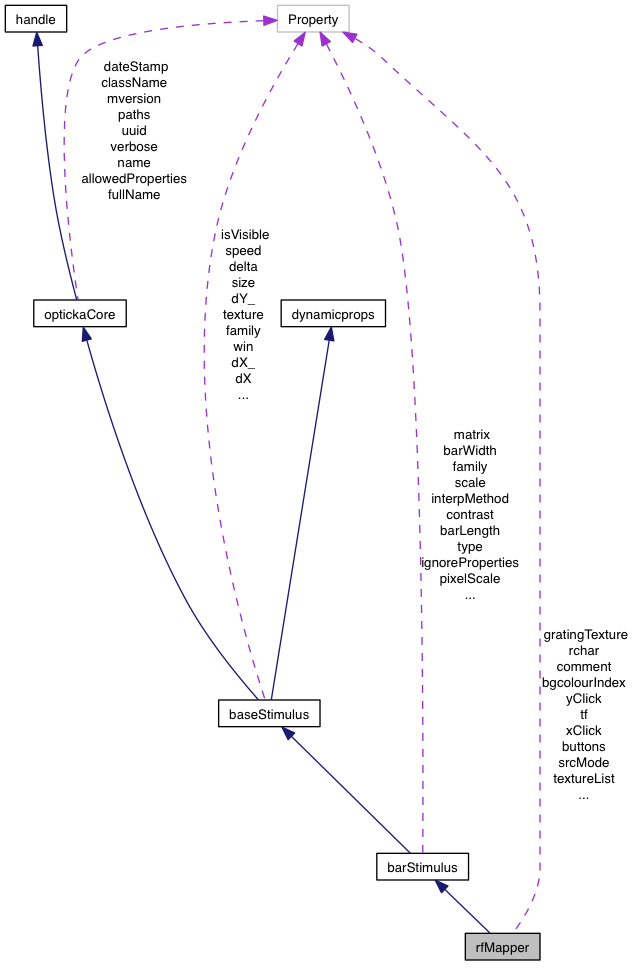 handle
Property
dateStamp
className
mversion
paths
uuid
verbose
name
allowedProperties
fullName
isVisible
speed
delta
size
dY_
texture
family
win
dX_
dX
...
optickaCore
dynamicprops
matrix
barWidth
family
scale
interpMethod
contrast
barLength
type
ignoreProperties
pixelScale
...
gratingTexture
rchar
comment
bgcolourIndex
yClick
tf
xClick
buttons
srcMode
textureList
...
baseStimulus
barStimulus
rfMapper